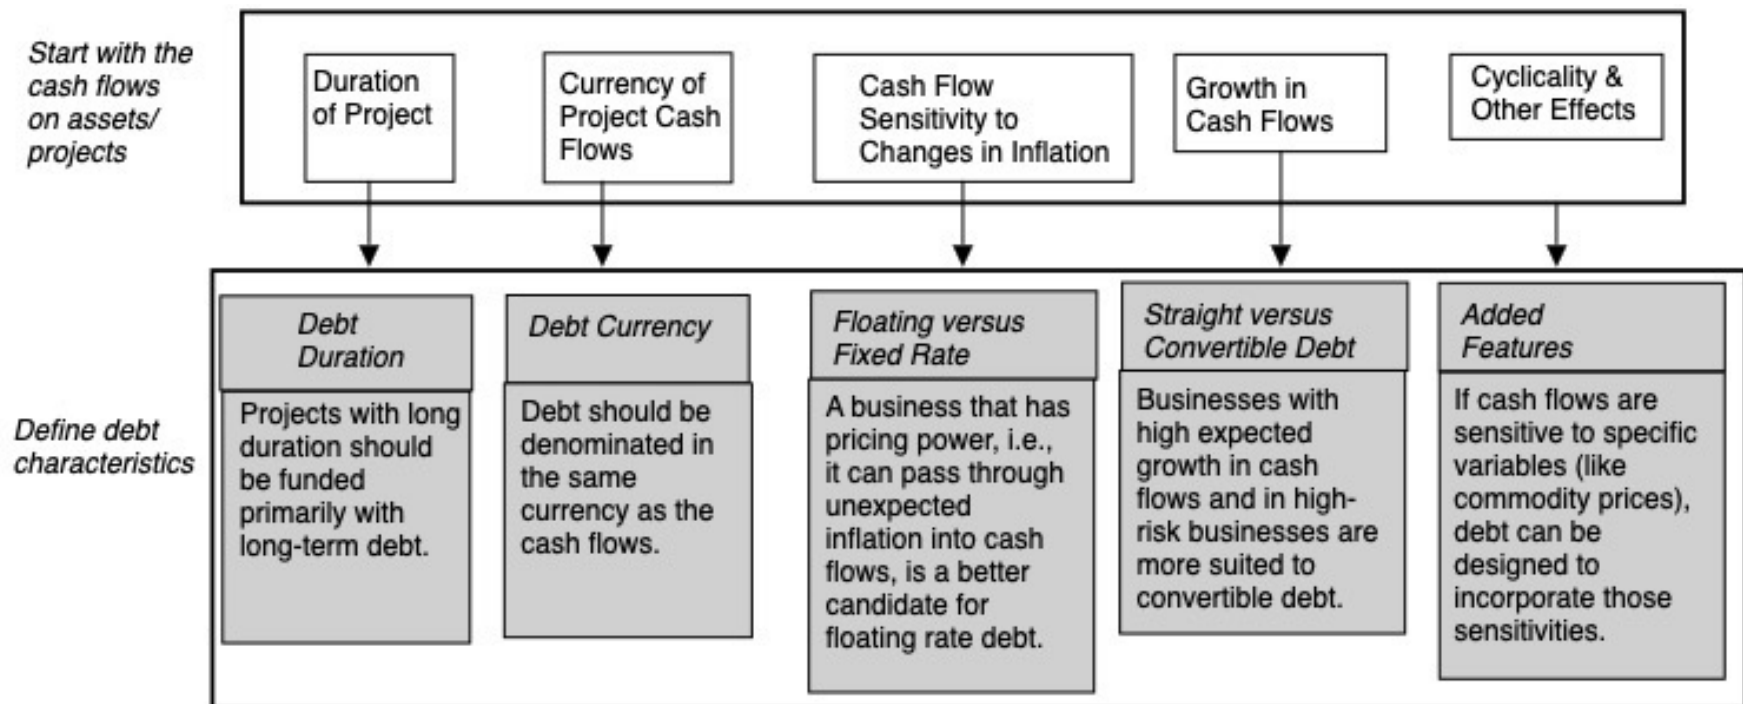 Start with the
cash flows
on assets/
projects
Duration
of Project
Currency of
Project Cash
Flows
Cash Flow
Sensitivity to
Changes in Inflation
Growth in
Cash Flows
Cyclicality &
Other Effects
Define debt
characteristics
Debt
Duration
Projects with long
duration should
be funded
primarily with
long-term debt.
Debt Currency
Debt should be
denominated in
the same
currency as the
cash flows.
Floating versus
Fixed Rate
A business that has
pricing power, i.e.,
it can pass through
unexpected
inflation into cash
flows, is a better
candidate for
floating rate debt.
Straight versus
Convertible Debt
Businesses with
high expected
growth in cash
flows and in high-
risk businesses are
more suited to
convertible debt.
Added
Features
If cash flows are
sensitive to specific
variables (like
commodity prices),
debt can be
designed to
incorporate those
sensitivities.